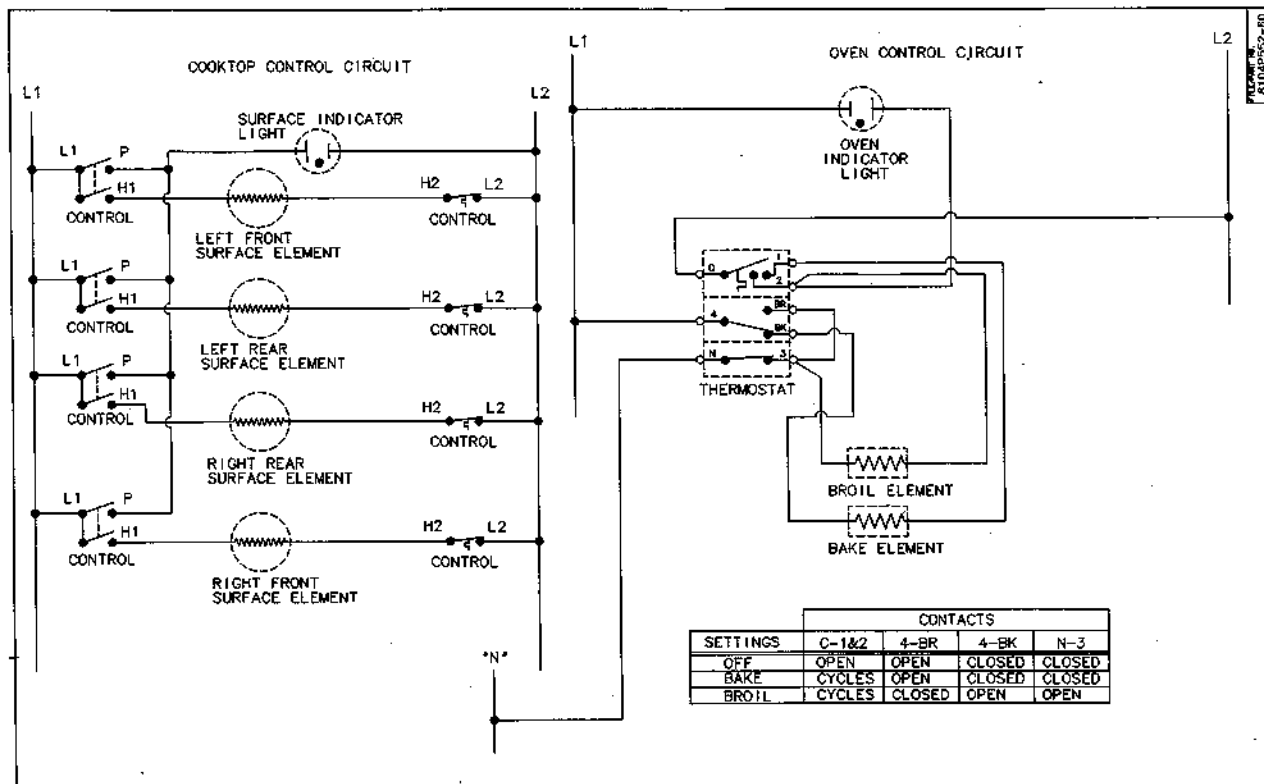 COOKTOP CONTROL CIRCUIT
L1
L2
SURFACE INDICATOR
LIGHT
L1 P
H1
CONTROL
H2 L2
CONTROL
LEFT FRONT
SURFACE ELEMENT
L1 P
H1
CONTROL
H2 L2
CONTROL
LEFT REAR
SURFACE ELEMENT
L1 P
H1
CONTROL
H2 L2
CONTROL
RIGHT REAR
SURFACE ELEMENT
L1 P
H1
CONTROL
H2 L2
CONTROL
RIGHT FRONT
SURFACE ELEMENT
"N"
L1
OVEN CONTROL CIRCUIT
L2
OVEN
INDICATOR
LIGHT
1
2
BR
4
BK
N 3
THERMOSTAT
BROIL ELEMENT
BAKE ELEMENT
CONTACTS
SETTINGS C-1&2 4-BR 4-BK N-3
OFF OPEN OPEN CLOSED CLOSED
BAKE CYCLES OPEN CLOSED CLOSED
BROIL CYCLES CLOSED OPEN OPEN